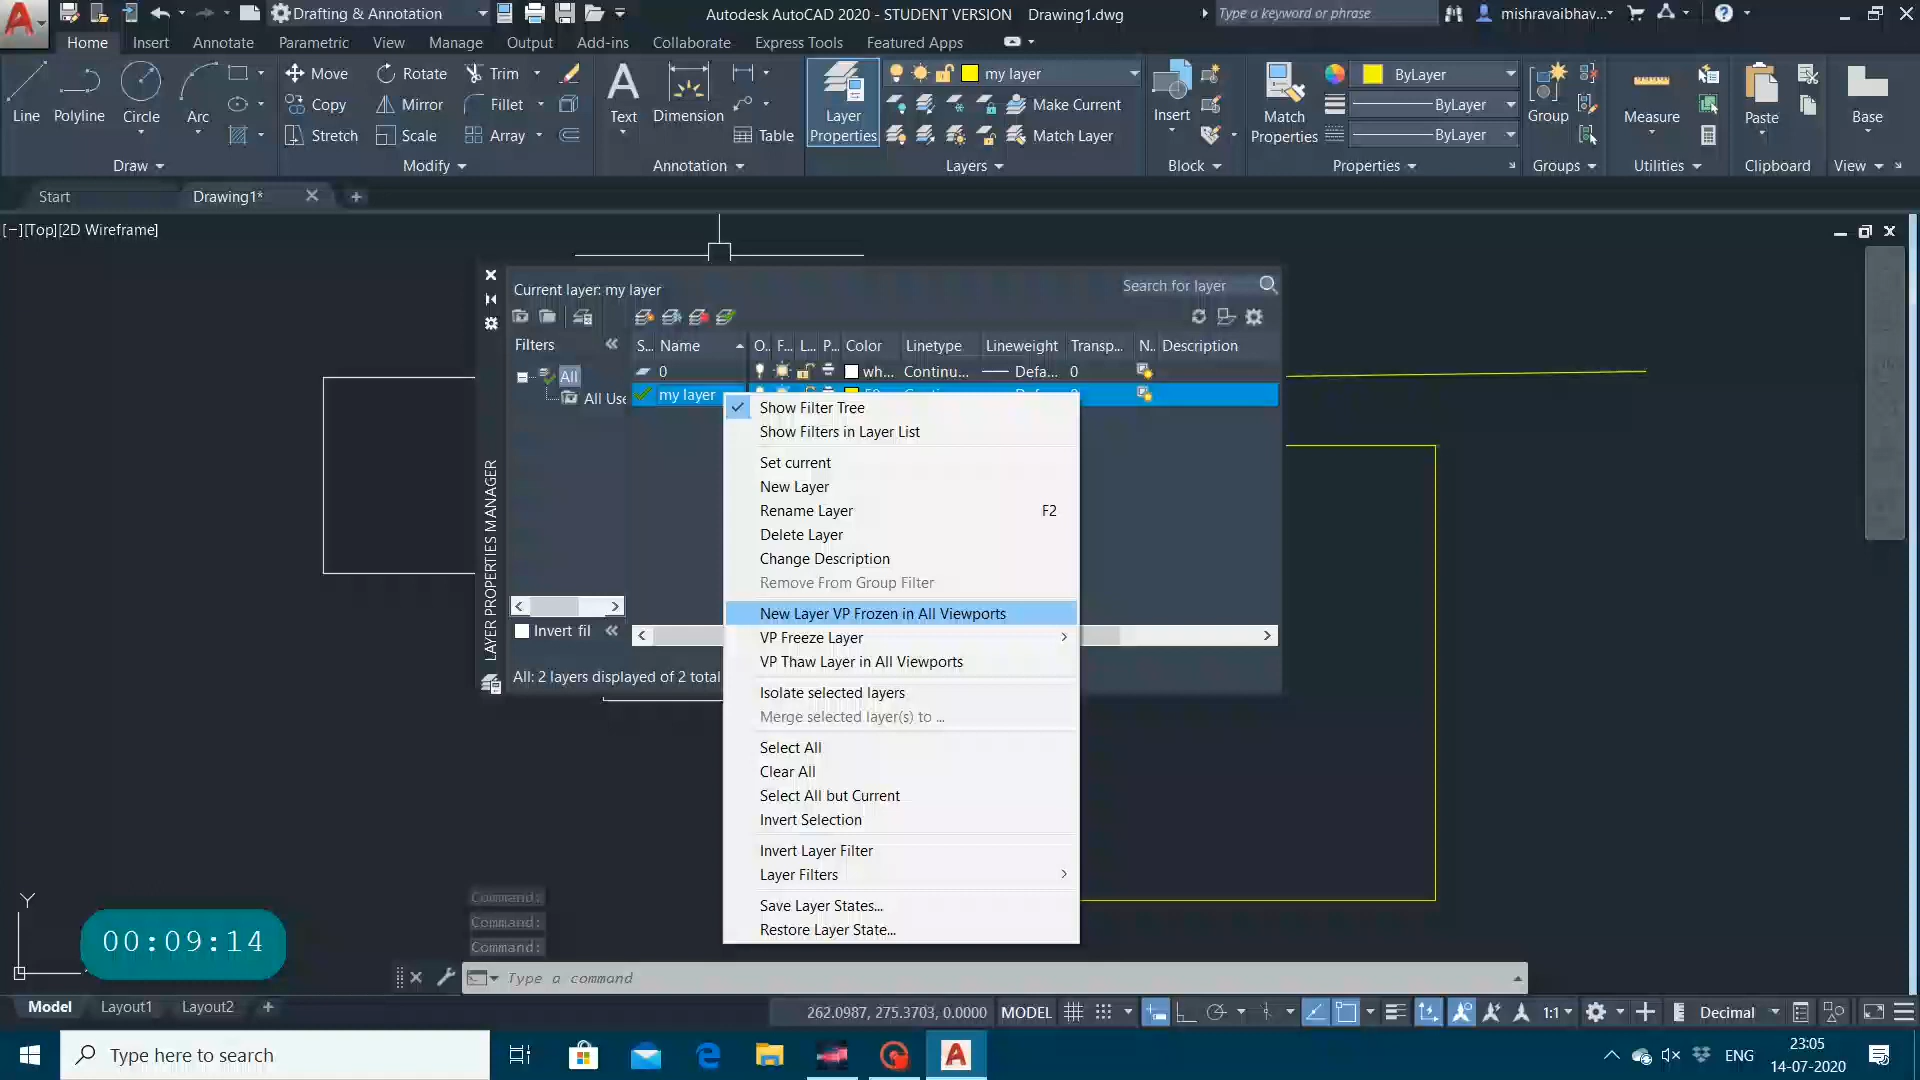 Drafting & Annotation
Autodesk AutoCAD 2020 - STUDENT VERSION Drawing1.dwg
Type a keyword or phrase
mishravaibhav...
Home Insert Annotate Parametric View Manage Output Add-ins Collaborate Express Tools Featured Apps
Line
Polyline
Circle
Arc
Move
Rotate
Trim
Copy
Mirror
Fillet
Stretch
Scale
Array
Text
Dimension
Table
Layer
Properties
my layer
Make Current
Match Layer
Insert
Match
Properties
ByLayer
ByLayer
ByLayer
Group
Measure
Paste
Base
Draw
Modify
Annotation
Layers
Block
Properties
Groups
Utilities
Clipboard
View
Start
Drawing1*
[−][Top][2D Wireframe]
Current layer: my layer
Search for layer
Filters
S... Name O. F... L... P... Color Linetype Lineweight Transp... N.. Description
All
0 wh... Continu... Defa... 0
All Use
my layer
Show Filter Tree
Show Filters in Layer List
Set current
New Layer
Rename Layer F2
Delete Layer
Change Description
Remove From Group Filter
New Layer VP Frozen in All Viewports
VP Freeze Layer
VP Thaw Layer in All Viewports
Isolate selected layers
Merge selected layer(s) to ...
Select All
Clear All
Select All but Current
Invert Selection
Invert Layer Filter
Layer Filters
Save Layer States...
Restore Layer State...
Invert fil
LAYER PROPERTIES MANAGER
All: 2 layers displayed of 2 total
Y
00:09:14
Command:
Command:
Command:
Type a command
Model Layout1 Layout2
262.0987, 275.3703, 0.0000 MODEL
1:1
Decimal
Type here to search
ENG
23:05
14-07-2020